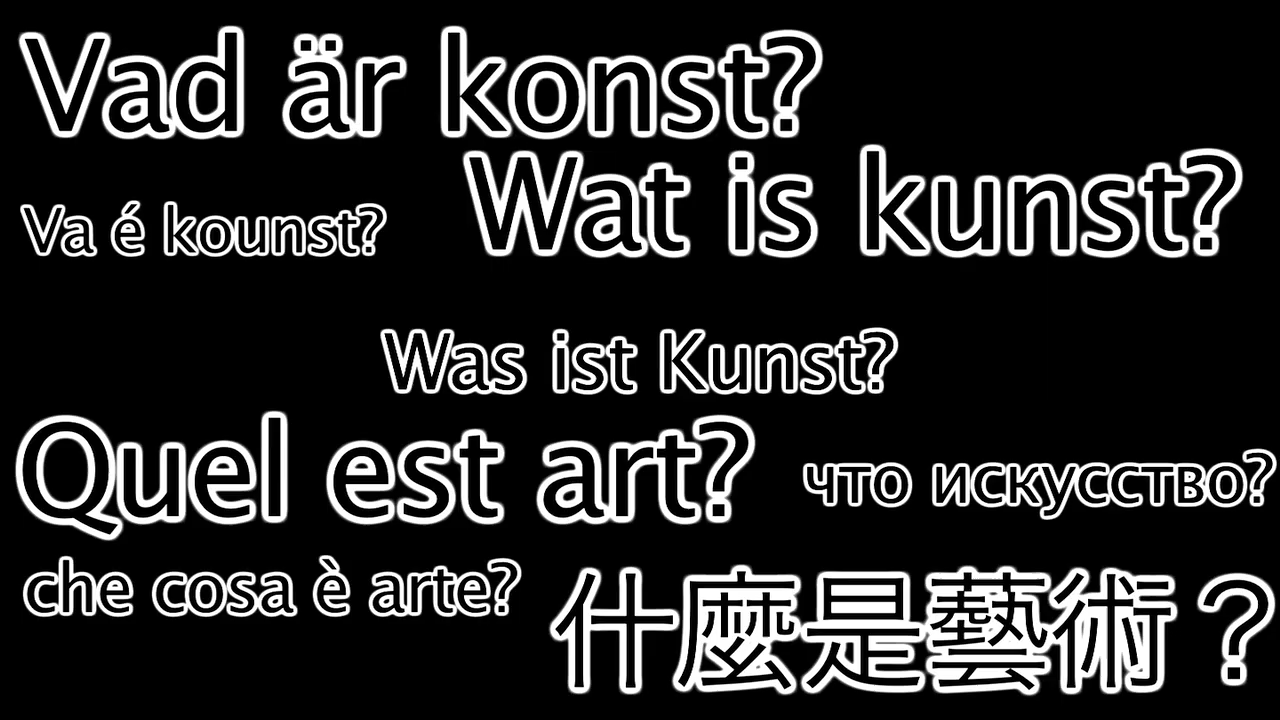 Vad är konst?
Va é kounst?
Wat is kunst?
Was ist Kunst?
Quel est art?
что искусство?
che cosa è arte?
什麼是藝術？